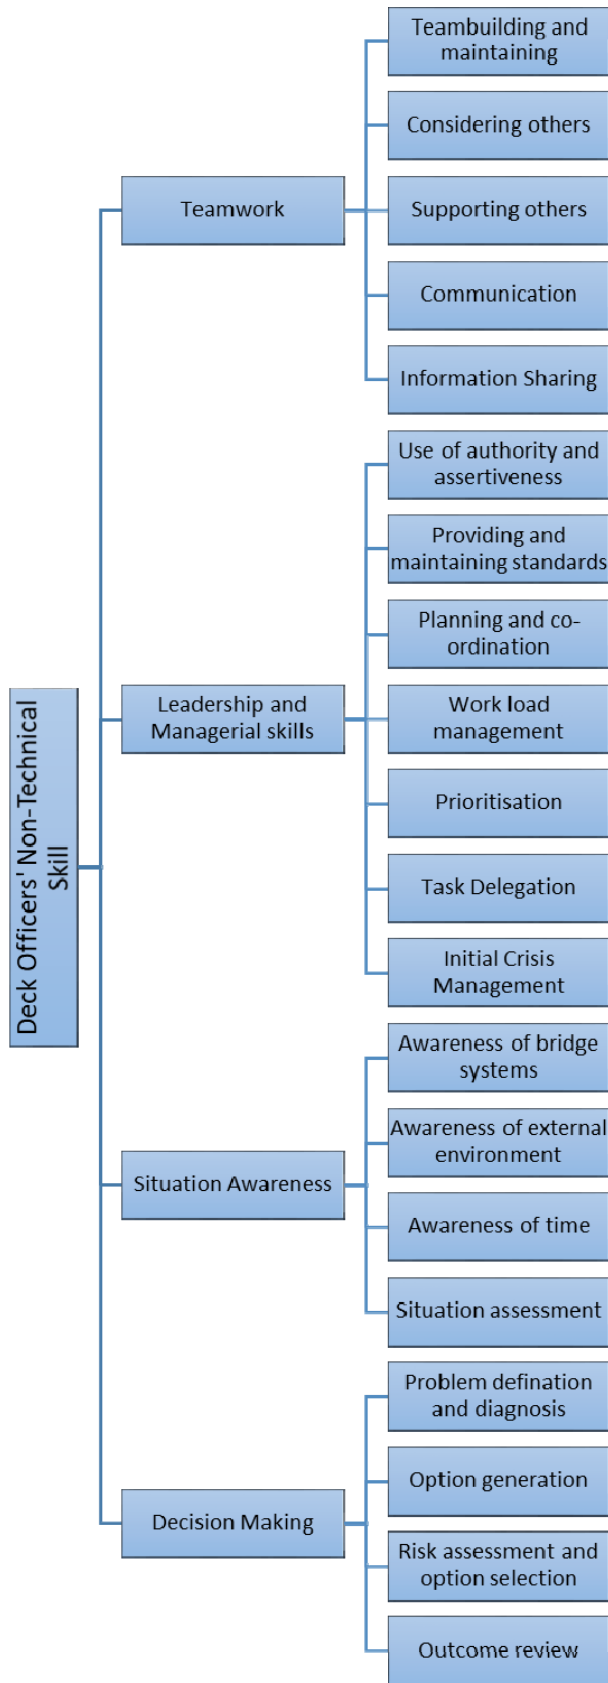 Deck Officers' Non-Technical
Skill
Teamwork
Teambuilding and
maintaining
Considering others
Supporting others
Communication
Information Sharing
Leadership and
Managerial skills
Use of authority and
assertiveness
Providing and
maintaining standards
Planning and co-
ordination
Work load
management
Prioritisation
Task Delegation
Initial Crisis
Management
Situation Awareness
Awareness of bridge
systems
Awareness of external
environment
Awareness of time
Situation assessment
Decision Making
Problem defination
and diagnosis
Option generation
Risk assessment and
option selection
Outcome review